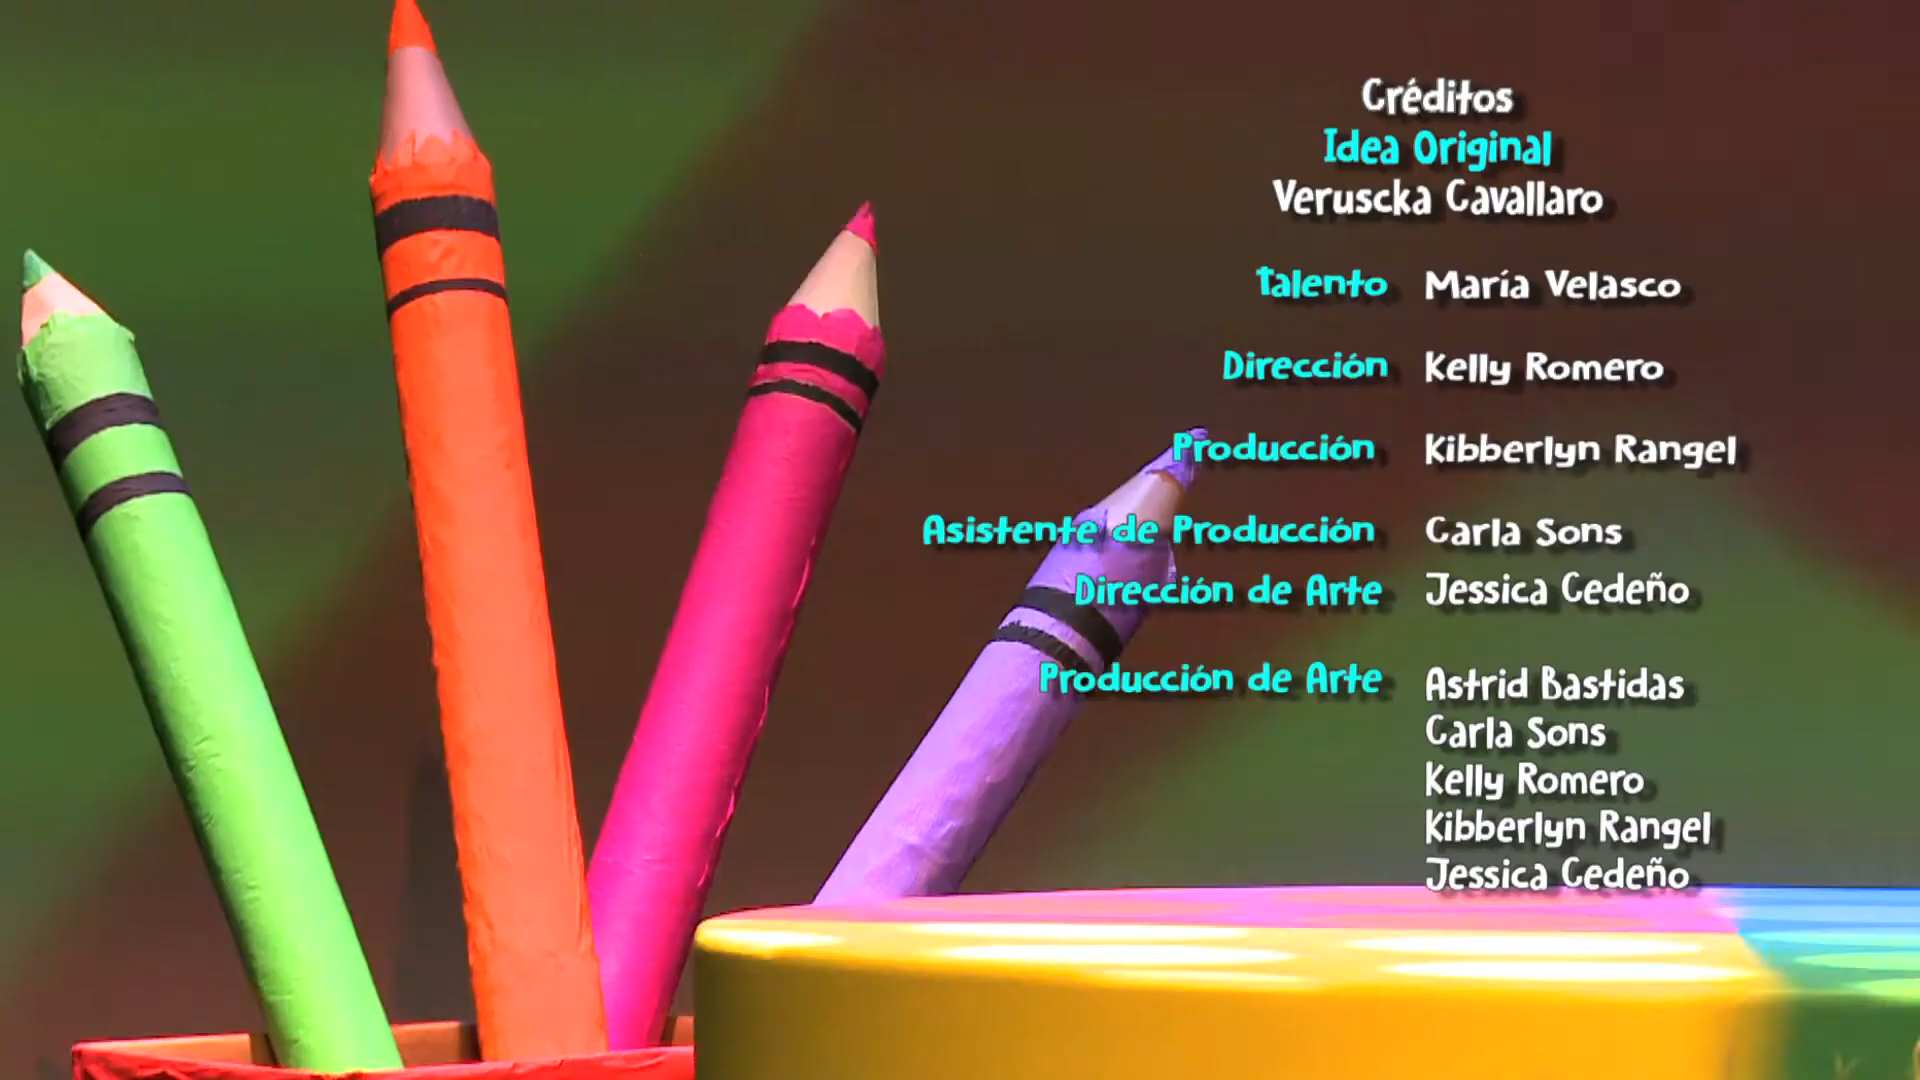 Créditos
Idea Original
Veruscka Cavallaro
Talento María Velasco
Dirección Kelly Romero
Producción Kibberlyn Rangel
Asistente de Producción Carla Sons
Dirección de Arte Jessica Cedeño
Producción de Arte Astrid Bastidas
Carla Sons
Kelly Romero
Kibberlyn Rangel
Jessica Cedeño